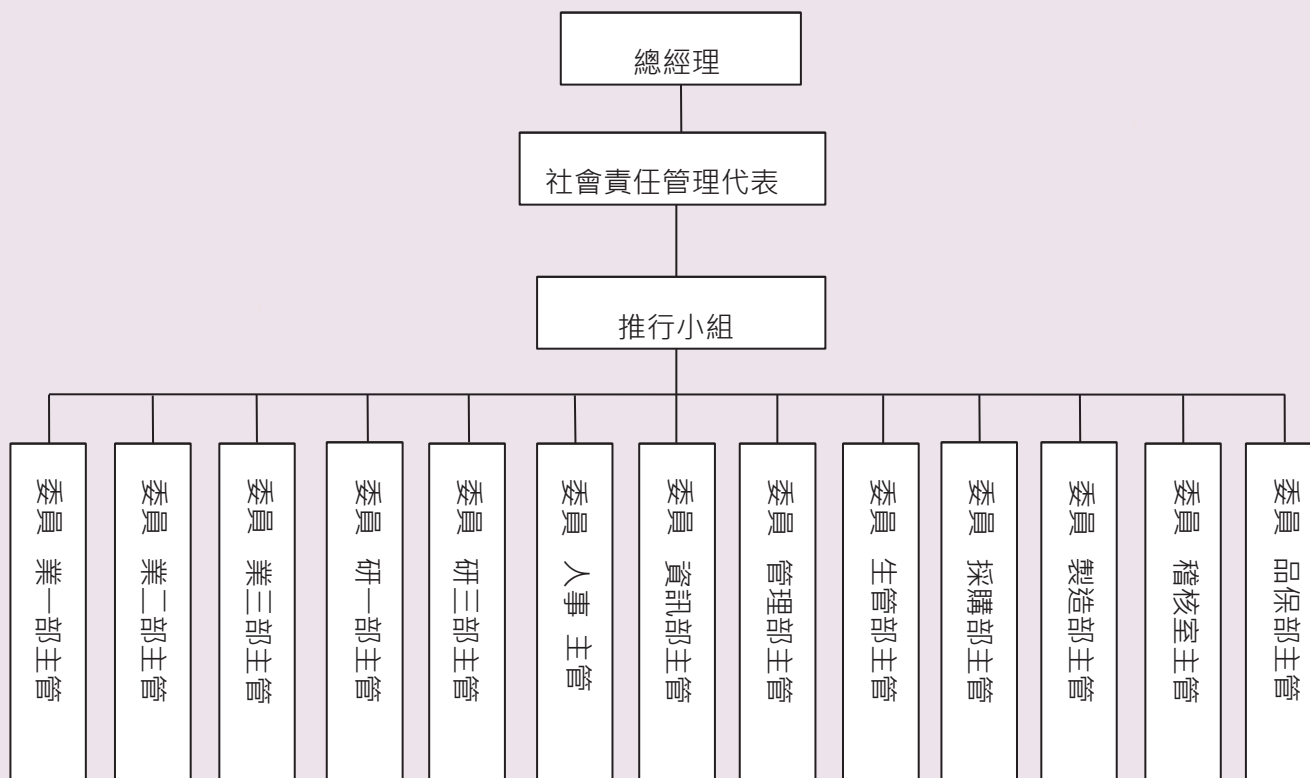 總經理
社會責任管理代表
推行小組
委員 業一部主管
委員 業二部主管
委員 業三部主管
委員 研一部主管
委員 研三部主管
委員 人事 主管
委員 資訊部主管
委員 管理部主管
委員 生管部主管
委員 採購部主管
委員 製造部主管
委員 稽核室主管
委員 品保部主管